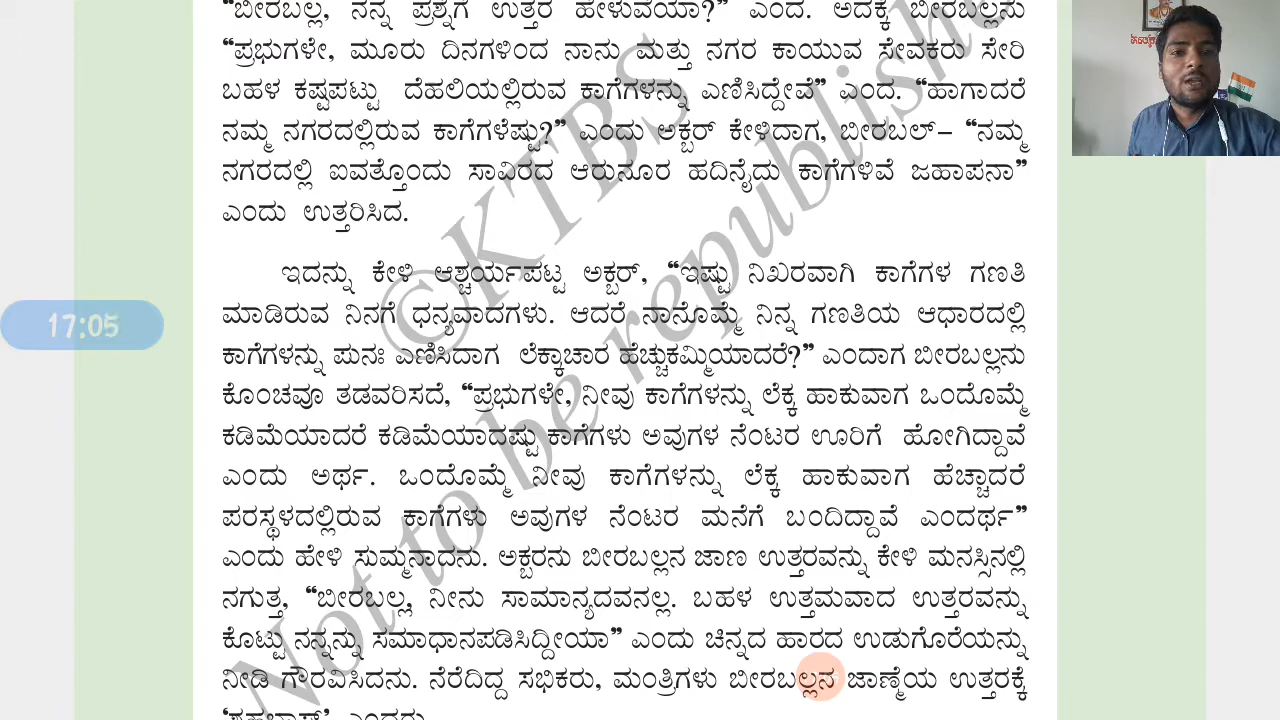 “ಬೀರಬಲ್ಲ, ನನ್ನ ಪ್ರಶ್ನೆಗೆ ಉತ್ತರ ಹೇಳುವೆಯಾ?” ಎಂದ. ಅದಕ್ಕೆ ಬೀರಬಲ್ಲನು
“ಪ್ರಭುಗಳೇ, ಮೂರು ದಿನಗಳಿಂದ ನಾನು ಮತ್ತು ನಗರ ಕಾಯುವ ಸೇವಕರು ಸೇರಿ
ಬಹಳ ಕಷ್ಟಪಟ್ಟು ದೆಹಲಿಯಲ್ಲಿರುವ ಕಾಗೆಗಳನ್ನು ಎಣಿಸಿದ್ದೇವೆ” ಎಂದ. “ಹಾಗಾದರೆ
ನಮ್ಮ ನಗರದಲ್ಲಿರುವ ಕಾಗೆಗಳೆಷ್ಟು?” ಎಂದು ಅಕ್ಬರ್ ಕೇಳಿದಾಗ, ಬೀರಬಲ್– “ನಮ್ಮ
ನಗರದಲ್ಲಿ ಐವತ್ತೊಂದು ಸಾವಿರದ ಆರುನೂರ ಹದಿನೈದು ಕಾಗೆಗಳಿವೆ ಜಹಾಪನಾ”
ಎಂದು ಉತ್ತರಿಸಿದ.
ಇದನ್ನು ಕೇಳಿ ಆಶ್ಚರ್ಯಪಟ್ಟ ಅಕ್ಬರ್, “ಇಷ್ಟು ನಿಖರವಾಗಿ ಕಾಗೆಗಳ ಗಣತಿ
ಮಾಡಿರುವ ನಿನಗೆ ಧನ್ಯವಾದಗಳು. ಆದರೆ ನಾನೊಮ್ಮೆ ನಿನ್ನ ಗಣತಿಯ ಆಧಾರದಲ್ಲಿ
17:05
ಕಾಗೆಗಳನ್ನು ಪುನಃ ಎಣಿಸಿದಾಗ ಲೆಕ್ಕಾಚಾರ ಹೆಚ್ಚುಕಮ್ಮಿಯಾದರೆ?” ಎಂದಾಗ ಬೀರಬಲ್ಲನು
ಕೊಂಚವೂ ತಡವರಿಸದೆ, “ಪ್ರಭುಗಳೇ, ನೀವು ಕಾಗೆಗಳನ್ನು ಲೆಕ್ಕ ಹಾಕುವಾಗ ಒಂದೊಮ್ಮೆ
ಕಡಿಮೆಯಾದರೆ ಕಡಿಮೆಯಾದಷ್ಟು ಕಾಗೆಗಳು ಅವುಗಳ ನೆಂಟರ ಊರಿಗೆ ಹೋಗಿದ್ದಾವೆ
ಎಂದು ಅರ್ಥ. ಒಂದೊಮ್ಮೆ ನೀವು ಕಾಗೆಗಳನ್ನು ಲೆಕ್ಕ ಹಾಕುವಾಗ ಹೆಚ್ಚಾದರೆ
ಪರಸ್ಥಳದಲ್ಲಿರುವ ಕಾಗೆಗಳು ಅವುಗಳ ನೆಂಟರ ಮನೆಗೆ ಬಂದಿದ್ದಾವೆ ಎಂದರ್ಥ”
ಎಂದು ಹೇಳಿ ಸುಮ್ಮನಾದನು. ಅಕ್ಬರನು ಬೀರಬಲ್ಲನ ಜಾಣ ಉತ್ತರವನ್ನು ಕೇಳಿ ಮನಸ್ಸಿನಲ್ಲಿ
ನಗುತ್ತ, “ಬೀರಬಲ್ಲ, ನೀನು ಸಾಮಾನ್ಯದವನಲ್ಲ. ಬಹಳ ಉತ್ತಮವಾದ ಉತ್ತರವನ್ನು
ಕೊಟ್ಟು ನನ್ನನ್ನು ಸಮಾಧಾನಪಡಿಸಿದ್ದೀಯಾ” ಎಂದು ಚಿನ್ನದ ಹಾರದ ಉಡುಗೊರೆಯನ್ನು
ನೀಡಿ ಗೌರವಿಸಿದನು. ನೆರೆದಿದ್ದ ಸಭಿಕರು, ಮಂತ್ರಿಗಳು ಬೀರಬಲ್ಲನ ಜಾಣ್ಮೆಯ ಉತ್ತರಕ್ಕೆ
©KTBS
Not to be republishe